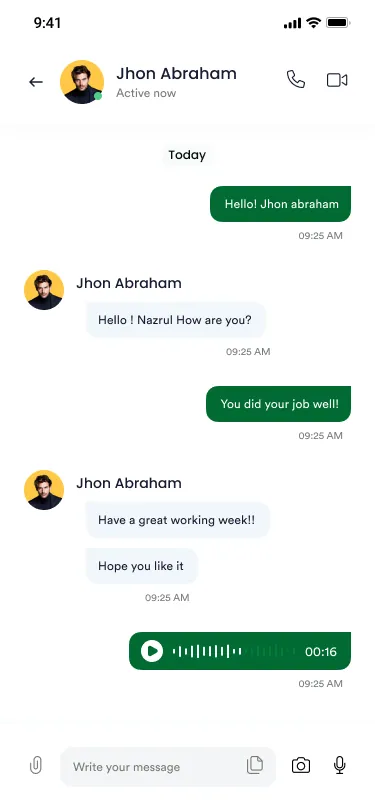 9:41
Jhon Abraham
Active now
Today
Hello! Jhon abraham
09:25 AM
Jhon Abraham
Hello ! Nazrul How are you?
09:25 AM
You did your job well!
09:25 AM
Jhon Abraham
Have a great working week!!
Hope you like it
09:25 AM
00:16
09:25 AM
Write your message